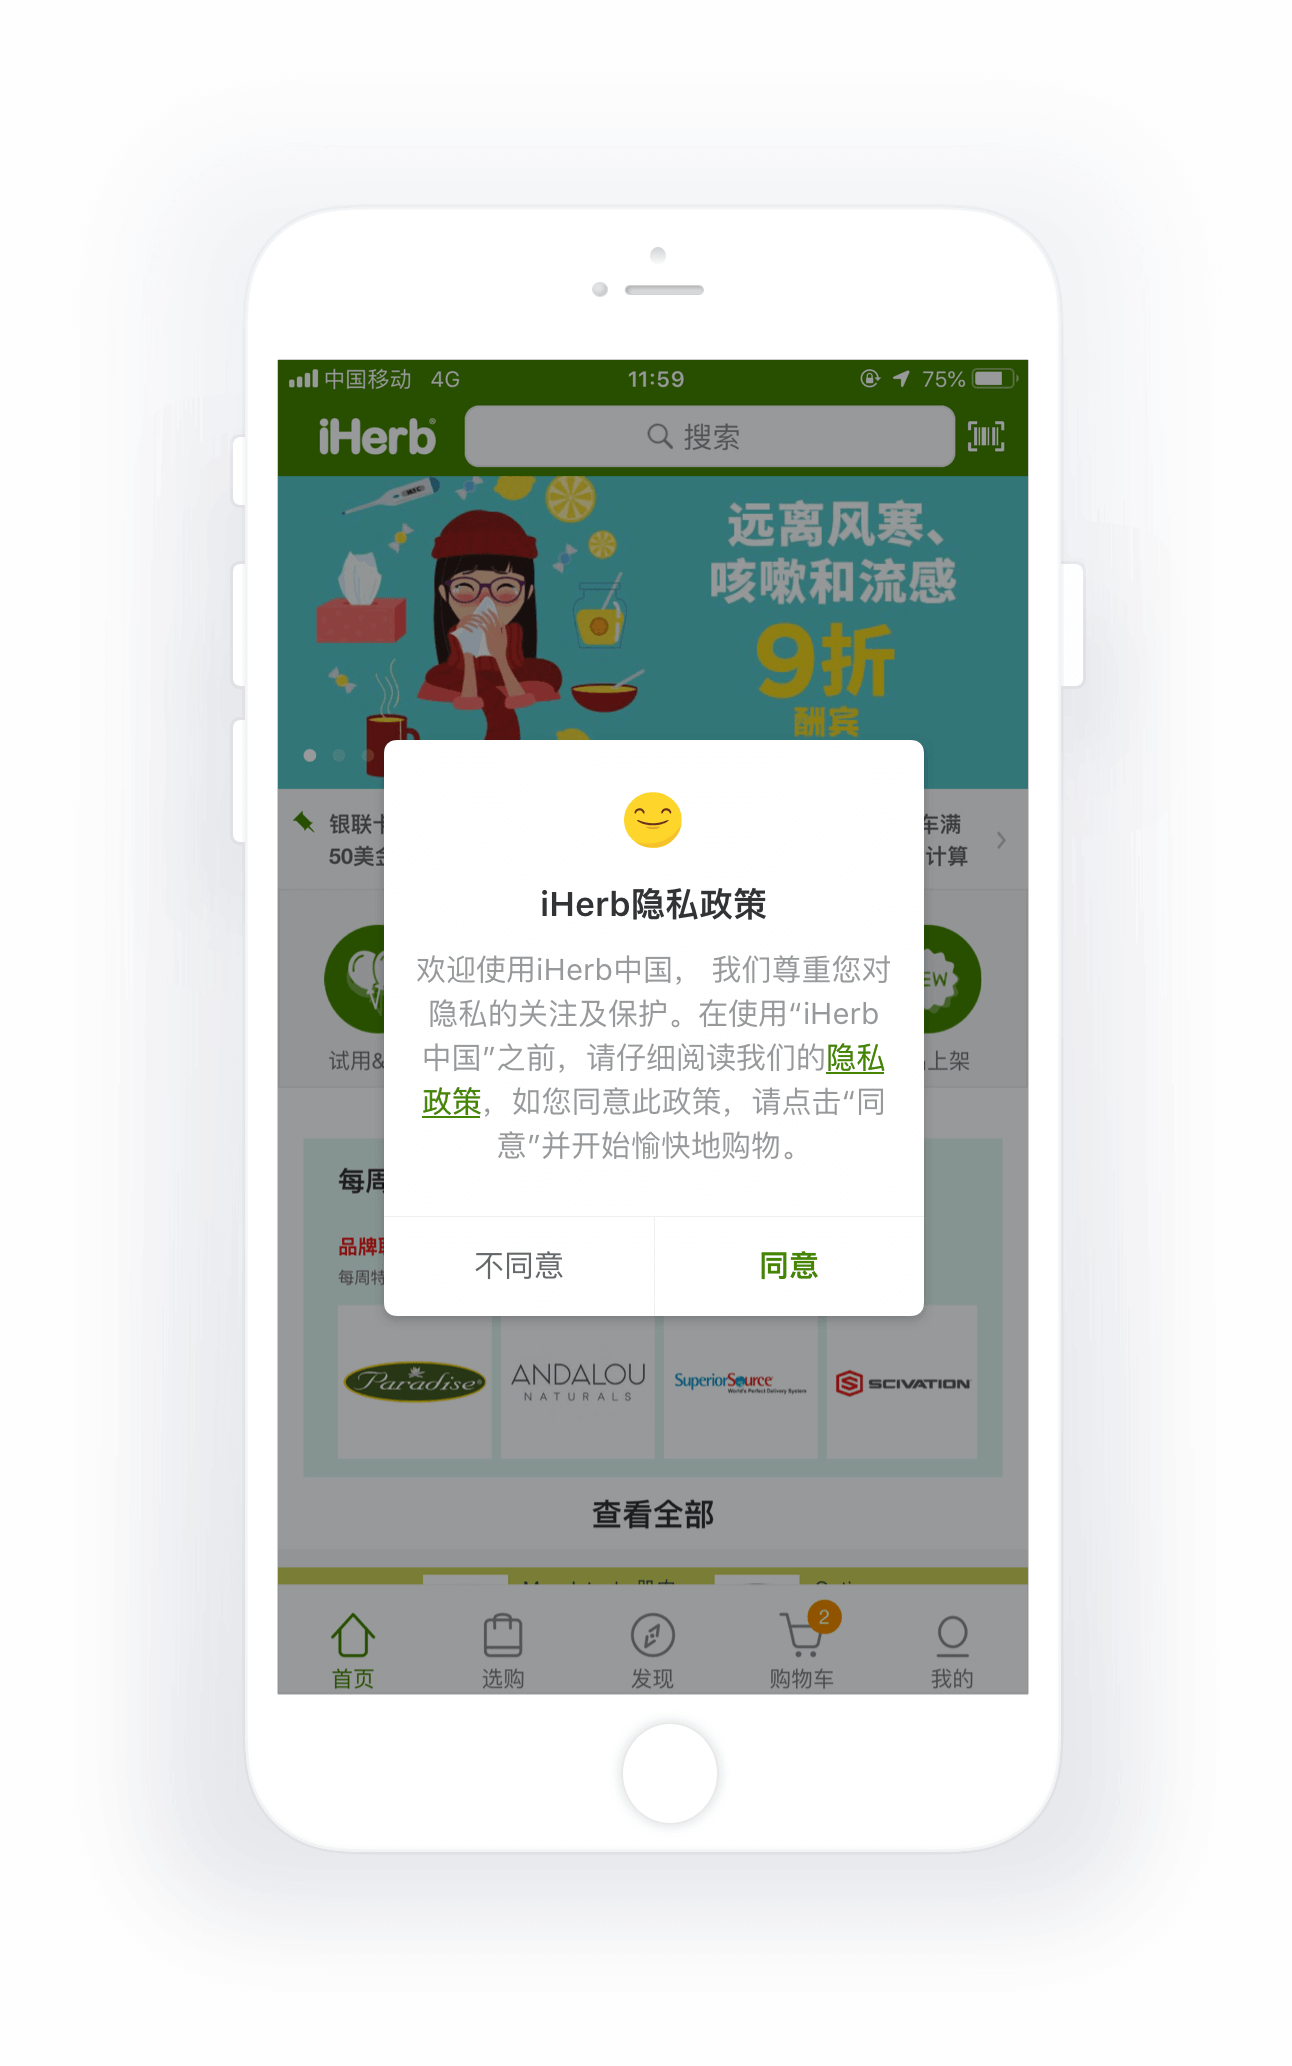 中国移动 4G 11:59 75%
iHerb® 搜索
远离风寒、
咳嗽和流感
9折
酬宾
银联
车满
50美
计算
iHerb隐私政策
欢迎使用iHerb中国， 我们尊重您对
隐私的关注及保护。在使用“iHerb
中国”之前，请仔细阅读我们的隐私
政策，如您同意此政策，请点击“同
意”并开始愉快地购物。
不同意 同意
试用&
上架
每周
品牌
每周特
Paradise®
ANDALOU
NATURALS
SuperiorSource
World's Perfect Delivery System
SCIVATION
查看全部
2
首页 选购 发现 购物车 我的